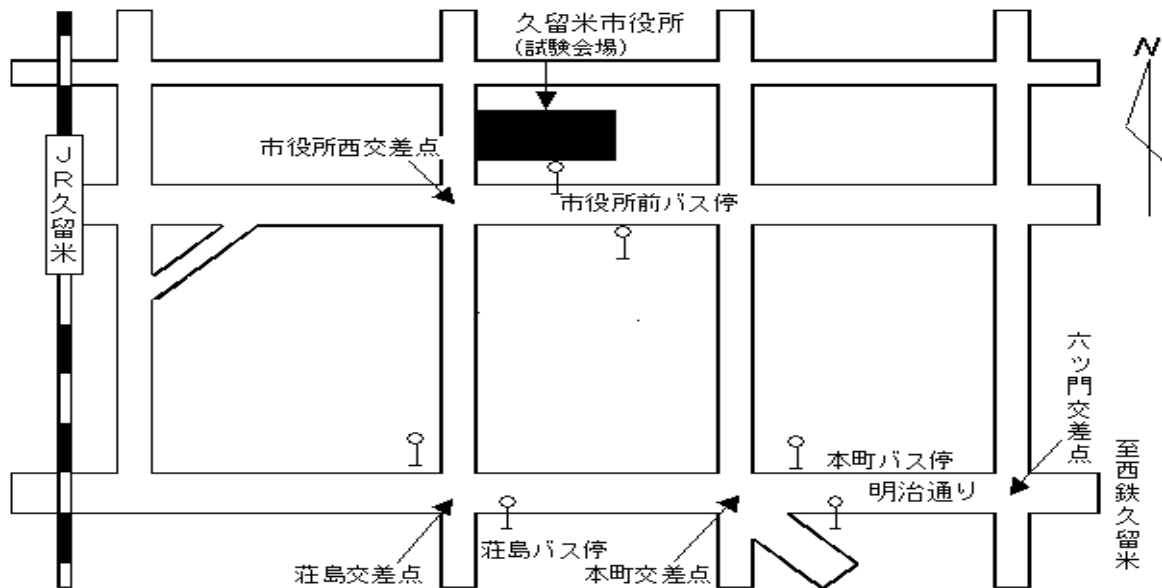 久留米市役所
(試験会場)
N
市役所西交差点
JR久留米
市役所前バス停
六ツ門交差点
本町バス停
至西鉄久留米
明治通り
荘島バス停
荘島交差点
本町交差点